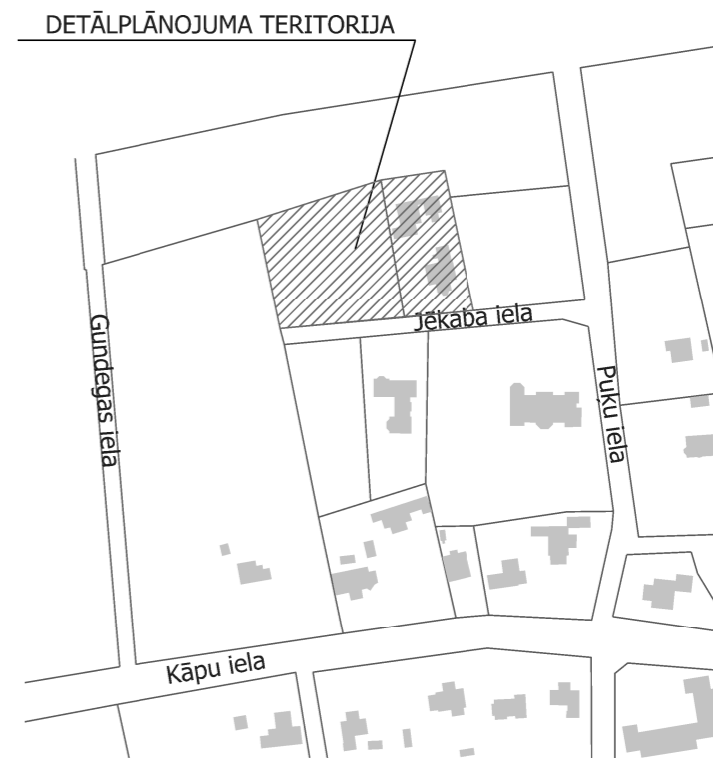 DETĀLPLĀNOJUMA TERITORIJA
Jēkaba iela
Gundegas iela
Puķu iela
Kāpu iela